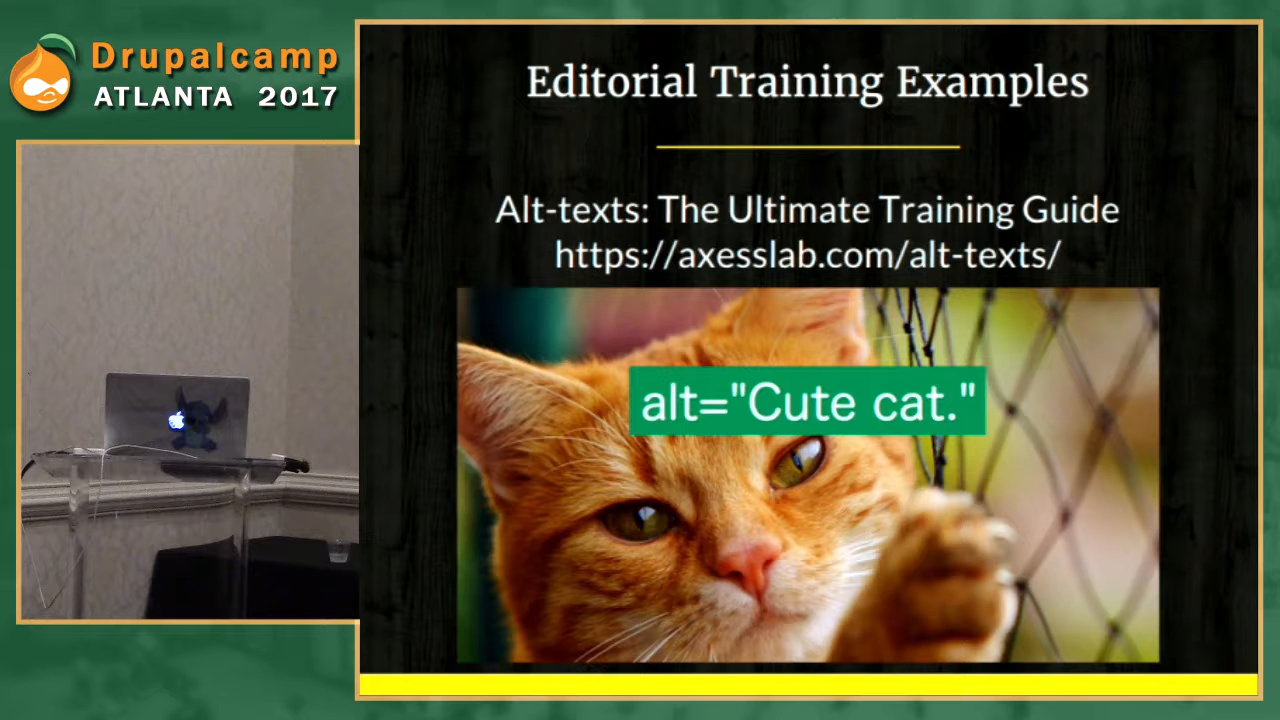 Drupalcamp
ATLANTA 2017
Editorial Training Examples
Alt-texts: The Ultimate Training Guide
https://axesslab.com/alt-texts/
alt="Cute cat."